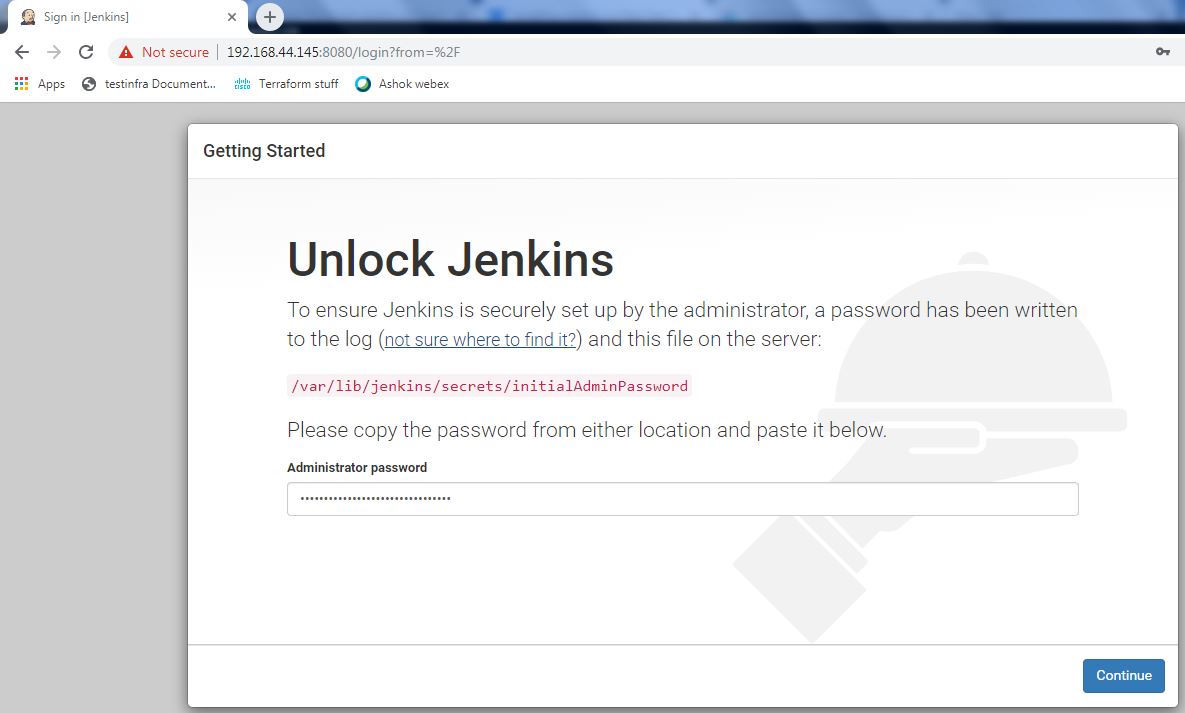 Sign in [Jenkins]
Not secure 192.168.44.145:8080/login?from=%2F
Apps testinfra Document... CISCO Terraform stuff Ashok webex
Getting Started
Unlock Jenkins
To ensure Jenkins is securely set up by the administrator, a password has been written
to the log (not sure where to find it?) and this file on the server:
/var/lib/jenkins/secrets/initialAdminPassword
Please copy the password from either location and paste it below.
Administrator password
••••••••••••••••••••••••••••••••
Continue